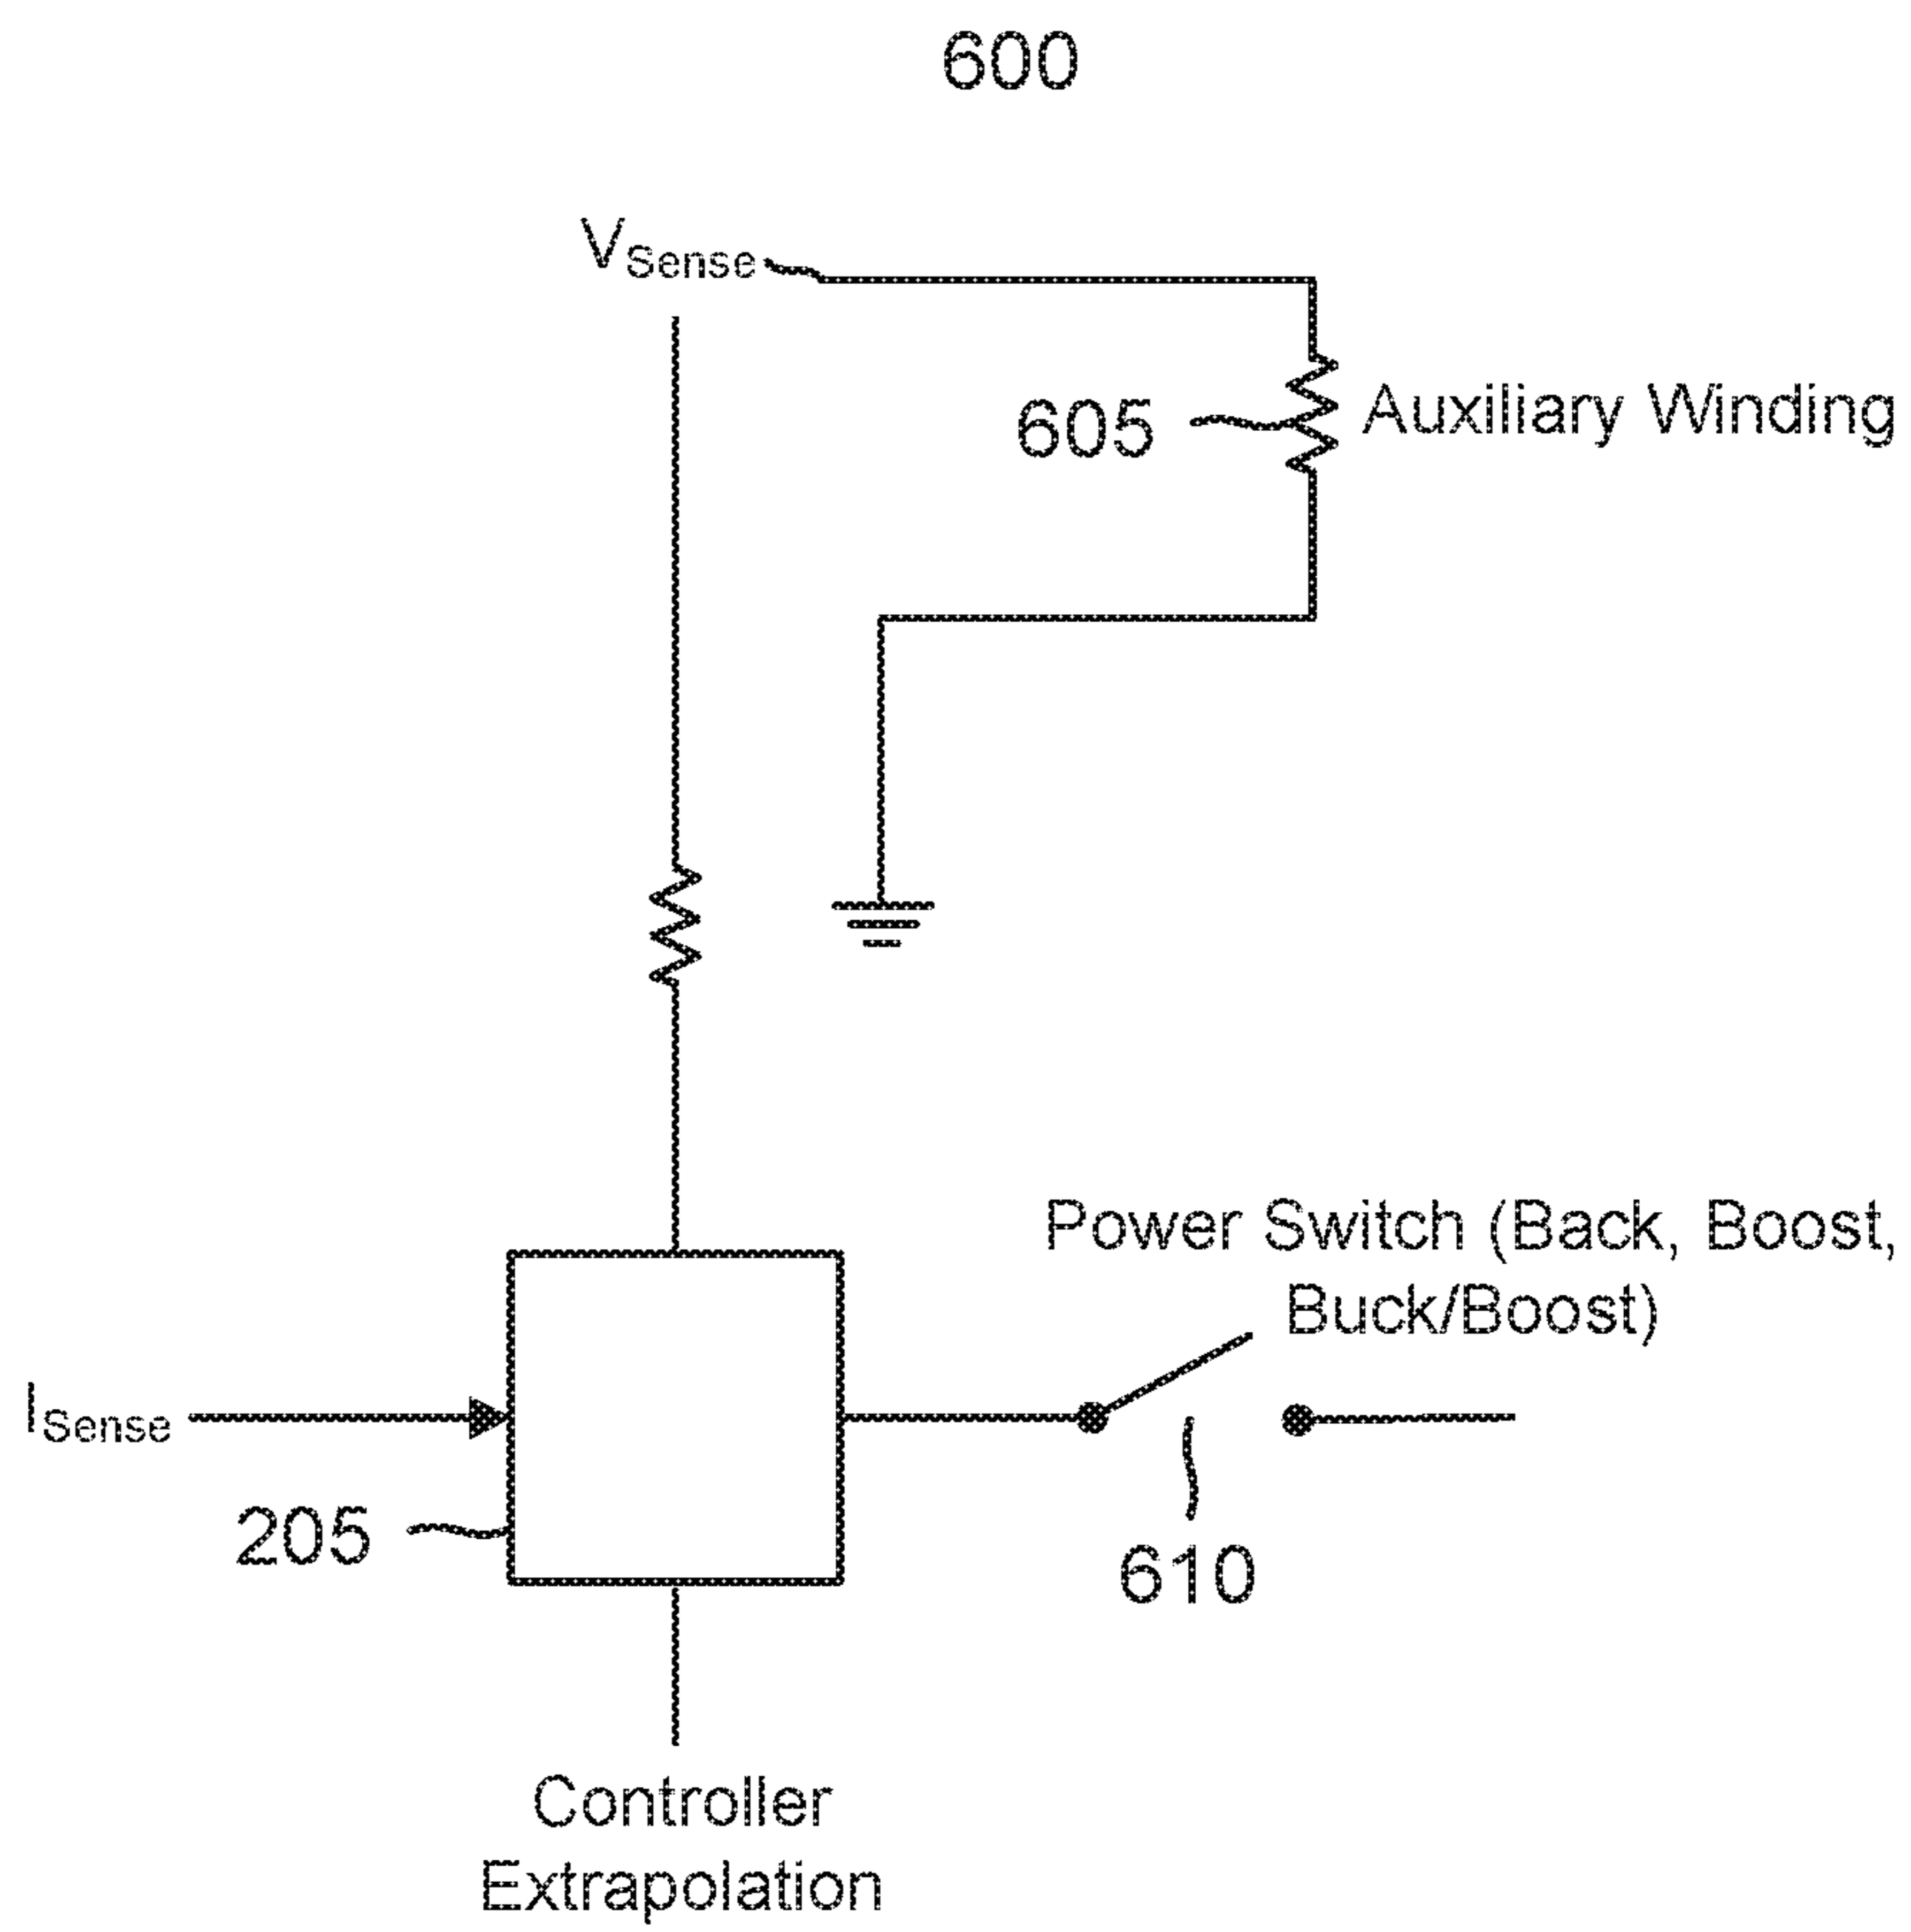 600
VSense
605
Auxiliary Winding
Power Switch (Back, Boost,
Buck/Boost)
ISense
205
610
Controller
Extrapolation